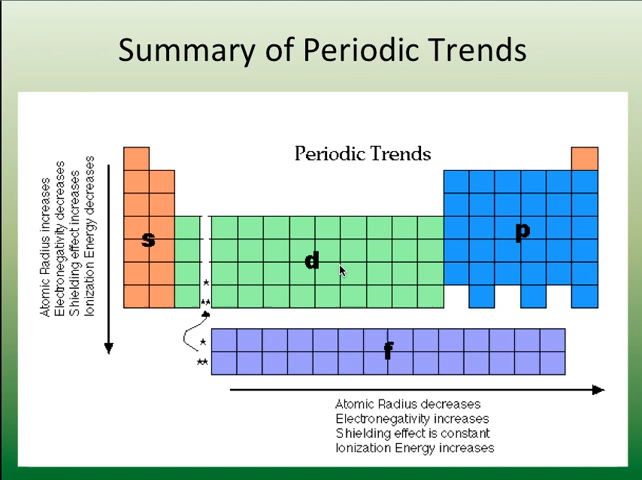 Summary of Periodic Trends
Periodic Trends
Atomic Radius increases
Electronegativity decreases
Shielding effect increases
Ionization Energy decreases
s
d
p
*
**
*
**
f
Atomic Radius decreases
Electronegativity increases
Shielding effect is constant
Ionization Energy increases